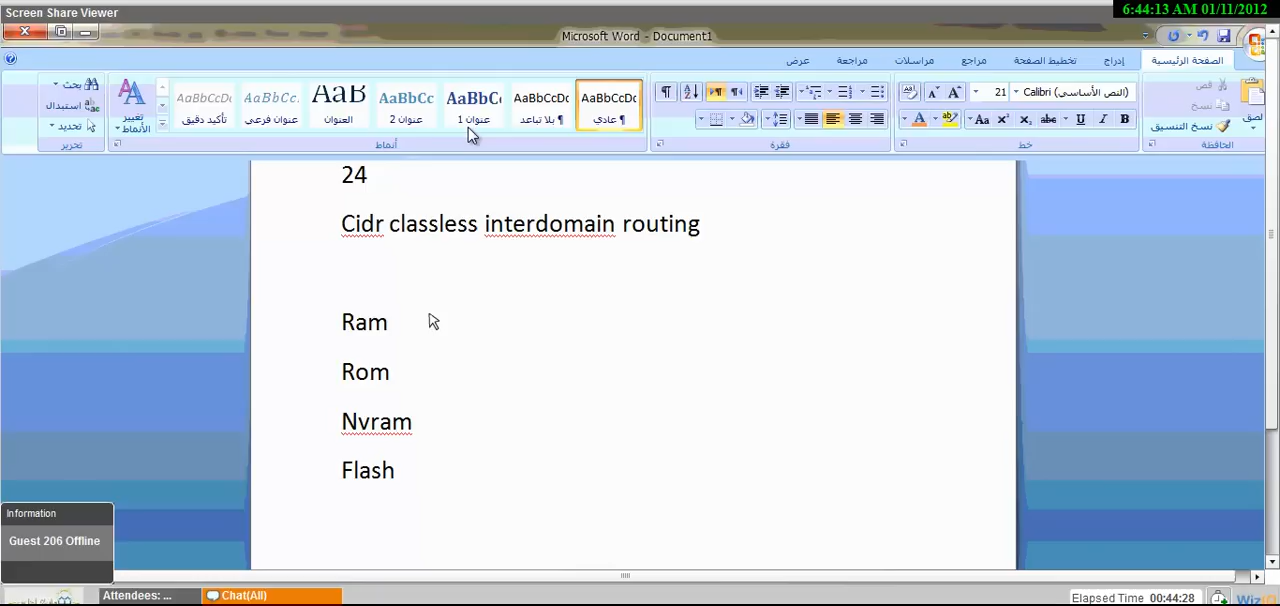 6:44:13 AM 01/11/2012
Screen Share Viewer
Microsoft Word - Document1
الصفحة الرئيسية
إدراج
تخطيط الصفحة
مراجع
مراسلات
مراجعة
عرض
لصق
قص
نسخ
نسخ التنسيق
الحافظة
Calibri (النص الأساسي)
21
خط
فقرة
AaBbCcDc
عادي
AaBbCcDc
بلا تباعد
AaBbCc
عنوان 1
AaBbCc
عنوان 2
AaB
العنوان
AaBbCc.
عنوان فرعي
AaBbCcDc
تأكيد دقيق
أنماط
تغيير الأنماط
بحث
استبدال
تحديد
تحرير
24
Cidr classless interdomain routing
Ram
Rom
Nvram
Flash
Information
Guest 206 Offline
Attendees: ...
Chat(All)
Elapsed Time 00:44:28